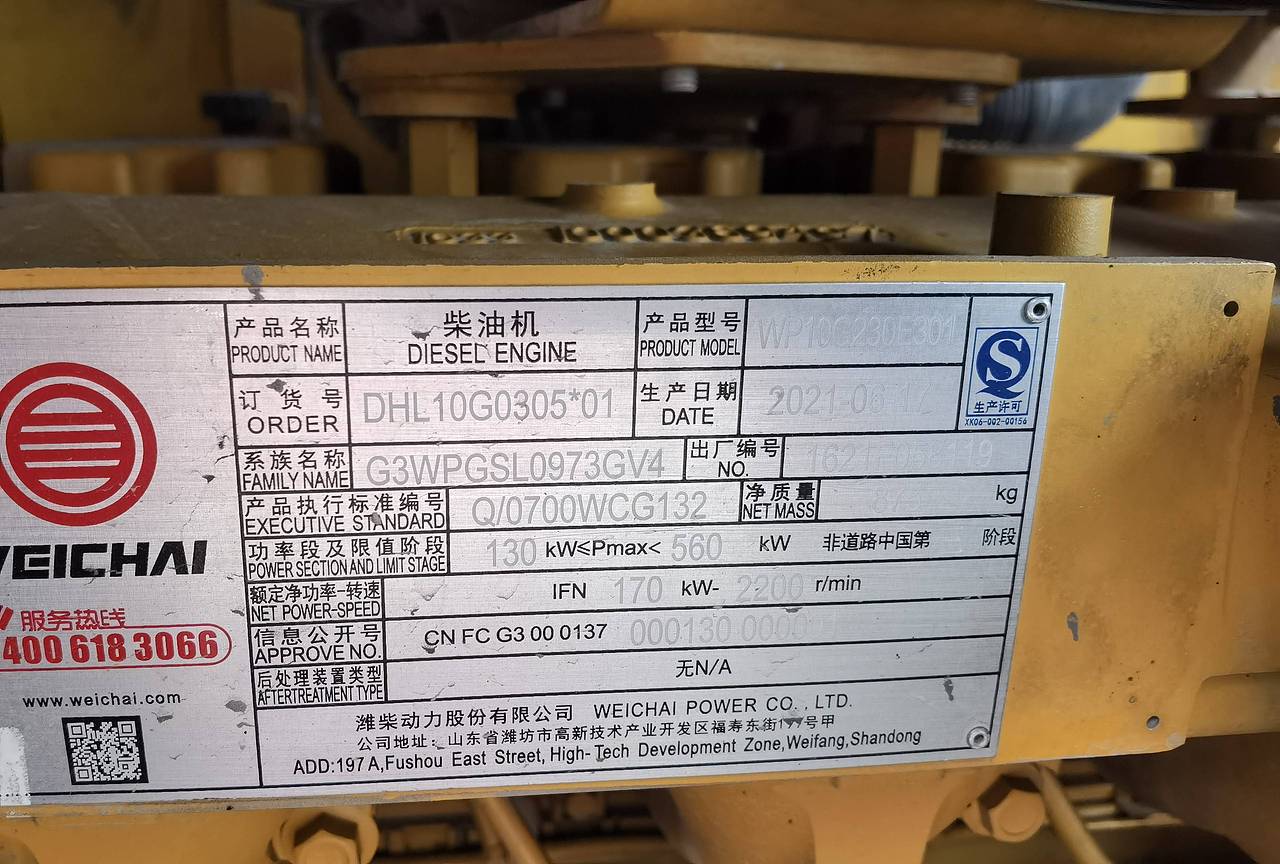 产品名称 柴油机 产品型号 WP10G230E301
PRODUCT NAME DIESEL ENGINE PRODUCT MODEL
订货号 DHL10G0305*01 生产日期
ORDER DATE 2021-0
生产许可
XK06-002-00156
系族名称 G3WPGSL0973GV4 出厂编号
FAMILY NAME NO.
产品执行标准编号 Q/0700WCG132 净质量 kg
EXECUTIVE STANDARD NET MASS
功率段及限值阶段 130 kW≤Pmax< 560 kW 非道路中国第 阶段
POWER SECTION AND LIMIT STAGE
额定净功率-转速 IFN 170 kW- 2200 r/min
NET POWER-SPEED
信息公开号 CN FC G3 00 0137 000130 0000
APPROVE NO.
后处理装置类型 无N/A
AFTERTREATMENT TYPE
潍柴动力股份有限公司 WEICHAI POWER CO., LTD.
公司地址: 山东省潍坊市高新技术产业开发区福寿东街197号甲
ADD:197 A,Fushou East Street, High-Tech Development Zone,Weifang,Shandong
WEICHAI
服务热线
400 618 3066
www.weichai.com